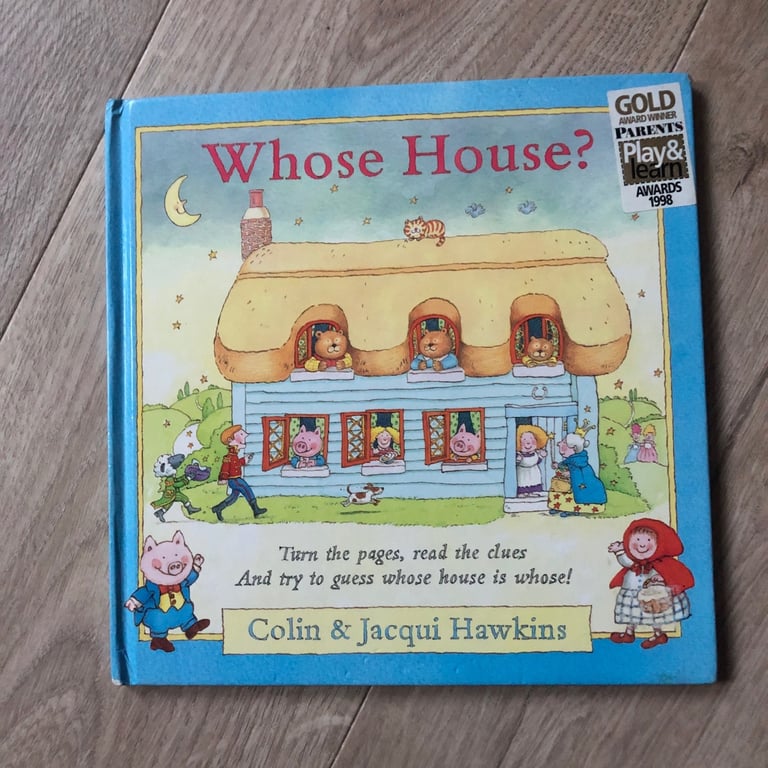 Whose House?
GOLD
AWARD WINNER
PARENTS
Play&
learn
AWARDS
1998
Turn the pages, read the clues
And try to guess whose house is whose!
Colin & Jacqui Hawkins